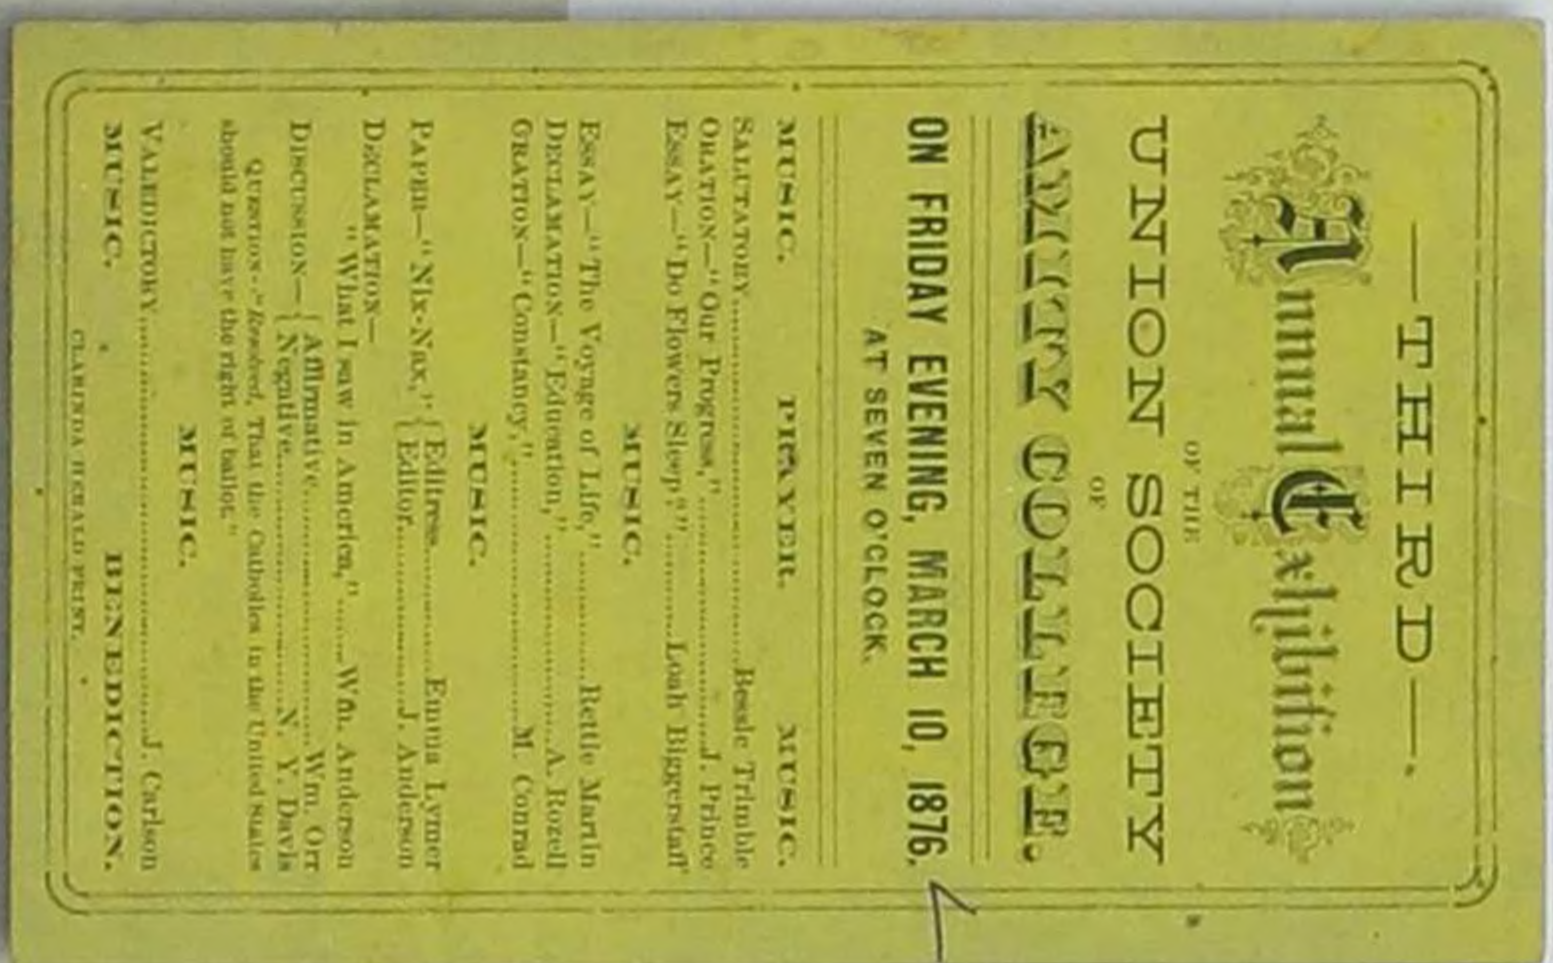 —THIRD—
Annual Exhibition
OF THE
UNION SOCIETY
OF
AMITY COLLEGE.
ON FRIDAY EVENING, MARCH 10, 1876,
AT SEVEN O'CLOCK.
MUSIC. PRAYER. MUSIC.
SALUTATORY..........Bessie Trimble
ORATION—"Our Progress,"..........J. Prince
ESSAY—"Do Flowers Sleep?"..........Loah Biggerstaff
MUSIC.
ESSAY—"The Voyage of Life,"..........Rettie Martin
DECLAMATION—"Education,"..........A. Rozell
ORATION—"Constancy,"..........M. Conrad
MUSIC.
PAPER—"Nix-Nax," { Editress..........Emma Lymer
{ Editor..........J. Anderson
DECLAMATION—
"What I saw in America,"..........Wm. Anderson
DISCUSSION— { Affirmative..........Wm. Orr
{ Negative..........N. Y. Davis
QUESTION—"Resolved, That the Catholics in the United States
should not have the right of ballot."
MUSIC.
VALEDICTORY..........J. Carlson
MUSIC. BENEDICTION.
CLARINDA HERALD PRINT.